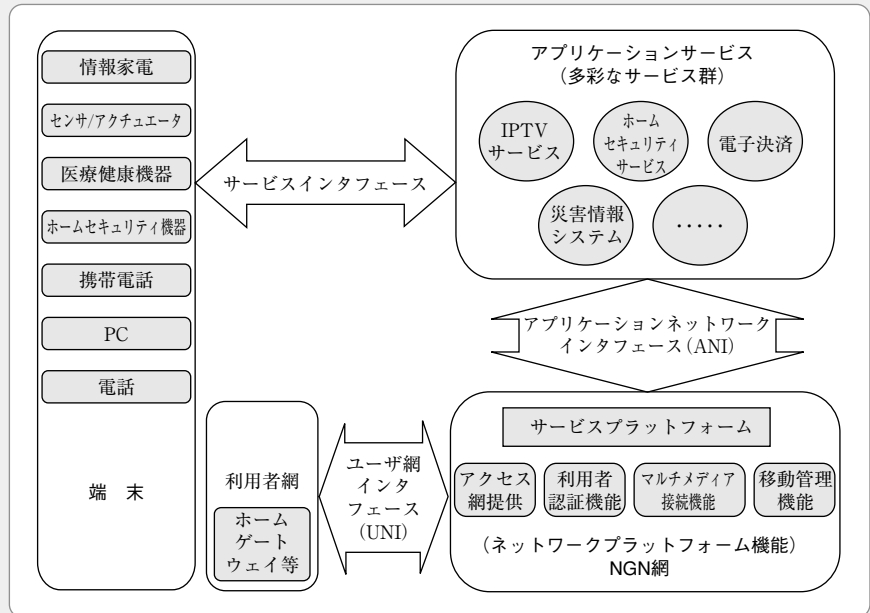 情報家電
センサ/アクチュエータ
医療健康機器
ホームセキュリティ機器
携帯電話
PC
電話
端　末
サービスインタフェース
アプリケーションサービス
(多彩なサービス群)
IPTV
サービス
ホーム
セキュリティ
サービス
電子決済
災害情報
システム
・・・・・
アプリケーションネットワーク
インタフェース(ANI)
利用者網
ホーム
ゲート
ウェイ等
ユーザ網
インタ
フェース
(UNI)
サービスプラットフォーム
アクセス
網提供
利用者
認証機能
マルチメディア
接続機能
移動管理
機能
(ネットワークプラットフォーム機能)
NGN網